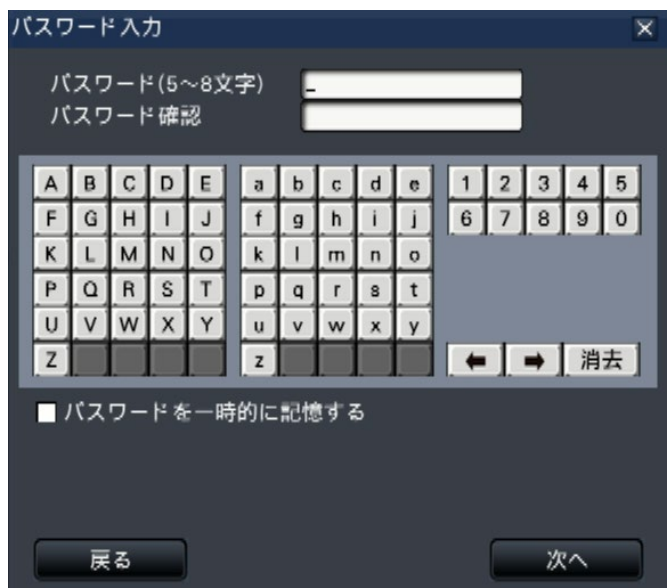 パスワード入力
パスワード(5～8文字)
パスワード確認
A B C D E a b c d e 1 2 3 4 5
F G H I J f g h i j 6 7 8 9 0
K L M N O k l m n o
P Q R S T p q r s t
U V W X Y u v w x y
Z z ← → 消去
パスワードを一時的に記憶する
戻る 次へ